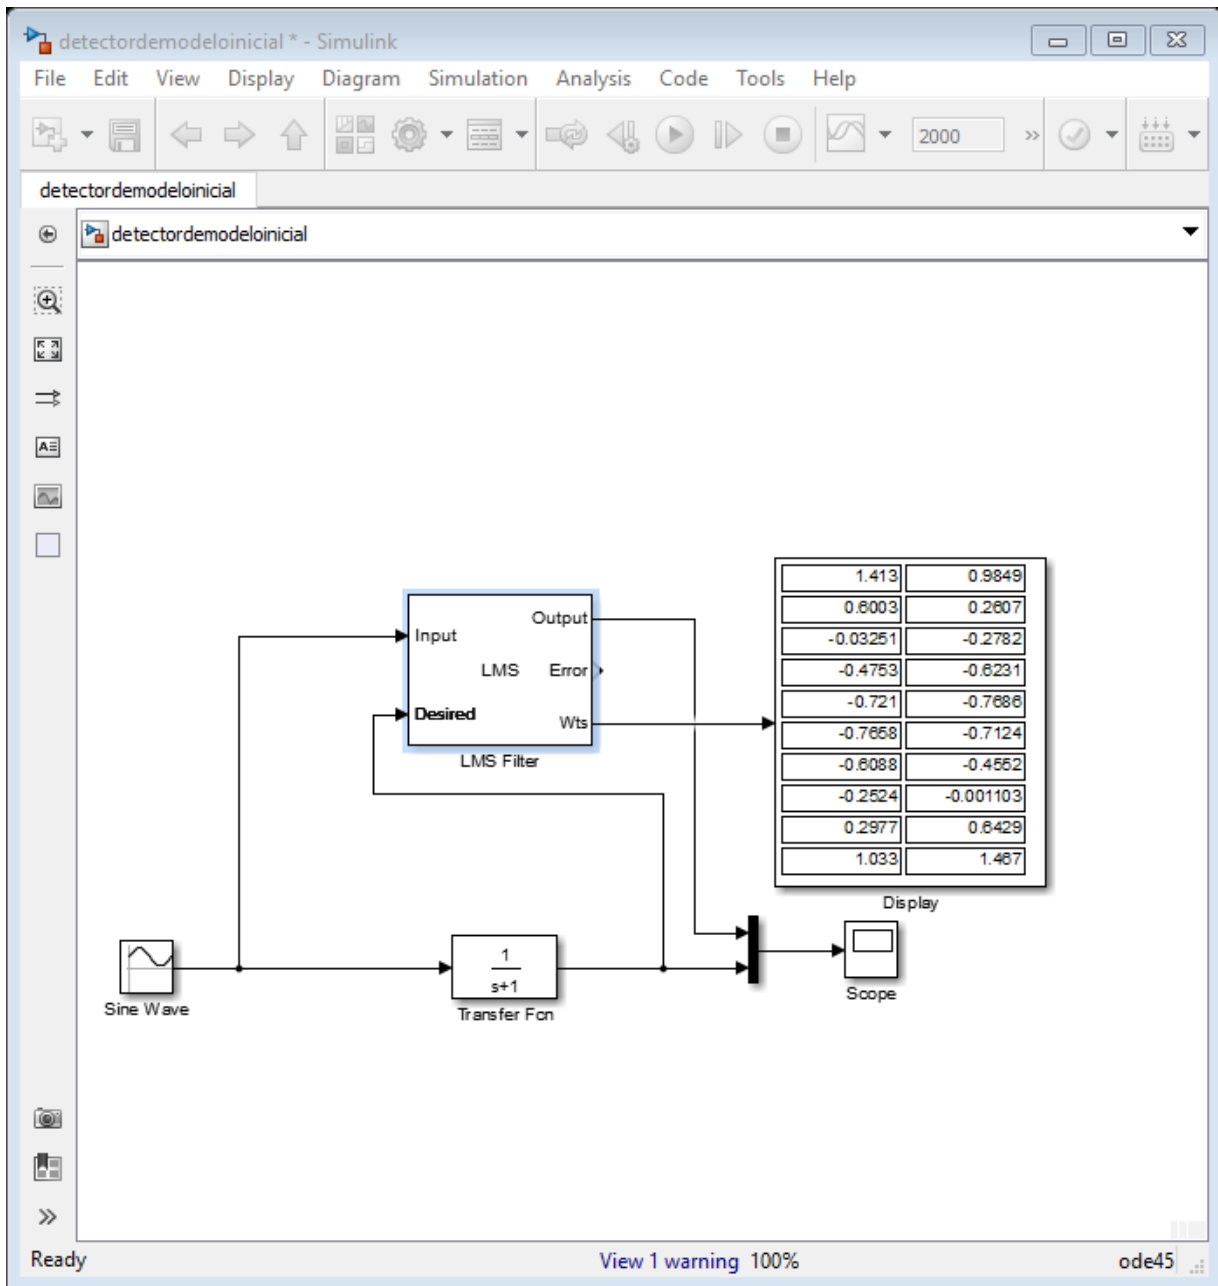 detectordemodeloinicial * - Simulink
File Edit View Display Diagram Simulation Analysis Code Tools Help
2000 »
detectordemodeloinicial
detectordemodeloinicial
1.413 0.9849
0.6003 0.2607
-0.03251 -0.2782
-0.4753 -0.6231
-0.721 -0.7686
-0.7658 -0.7124
-0.6088 -0.4552
-0.2524 -0.001103
0.2977 0.6429
1.033 1.467
Display
Output
Input
LMS Error
Desired
Wts
LMS Filter
Sine Wave
1
s+1
Transfer Fcn
Scope
Ready View 1 warning 100% ode45